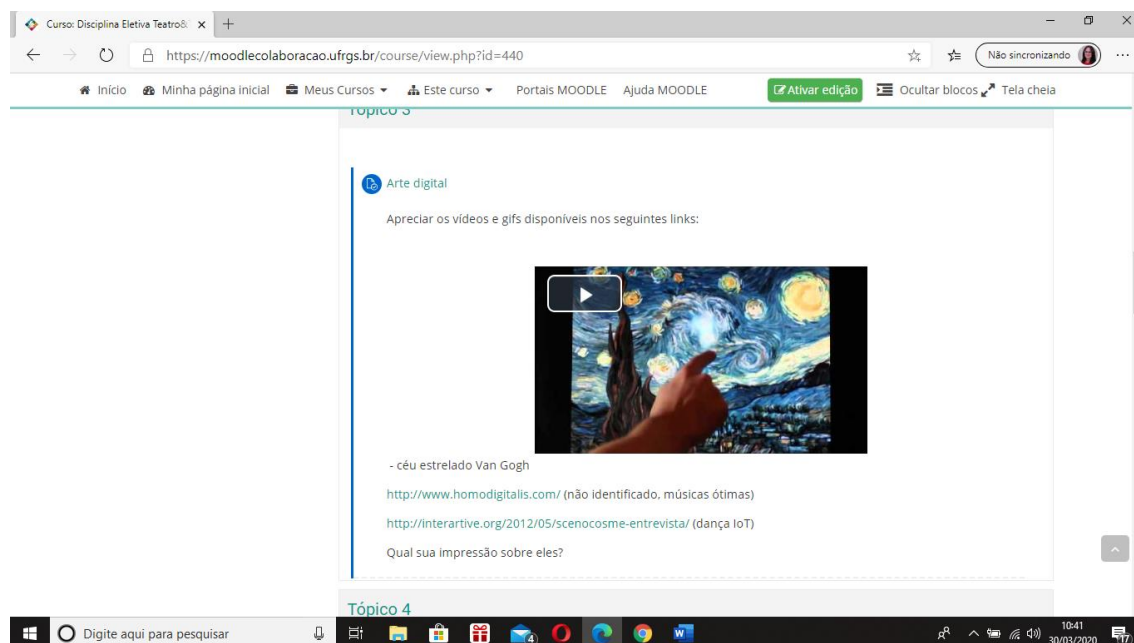 Curso: Disciplina Eletiva Teatro&
https://moodlecolaboracao.ufrgs.br/course/view.php?id=440
Não sincronizando
Início Minha página inicial Meus Cursos Este curso Portais MOODLE Ajuda MOODLE Ativar edição Ocultar blocos Tela cheia
Tópico 3
Arte digital
Apreciar os vídeos e gifs disponíveis nos seguintes links:
- céu estrelado Van Gogh
http://www.homodigitalis.com/ (não identificado, músicas ótimas)
http://interartive.org/2012/05/scenocosme-entrevista/ (dança IoT)
Qual sua impressão sobre eles?
Tópico 4
Digite aqui para pesquisar
10:41
30/03/2020